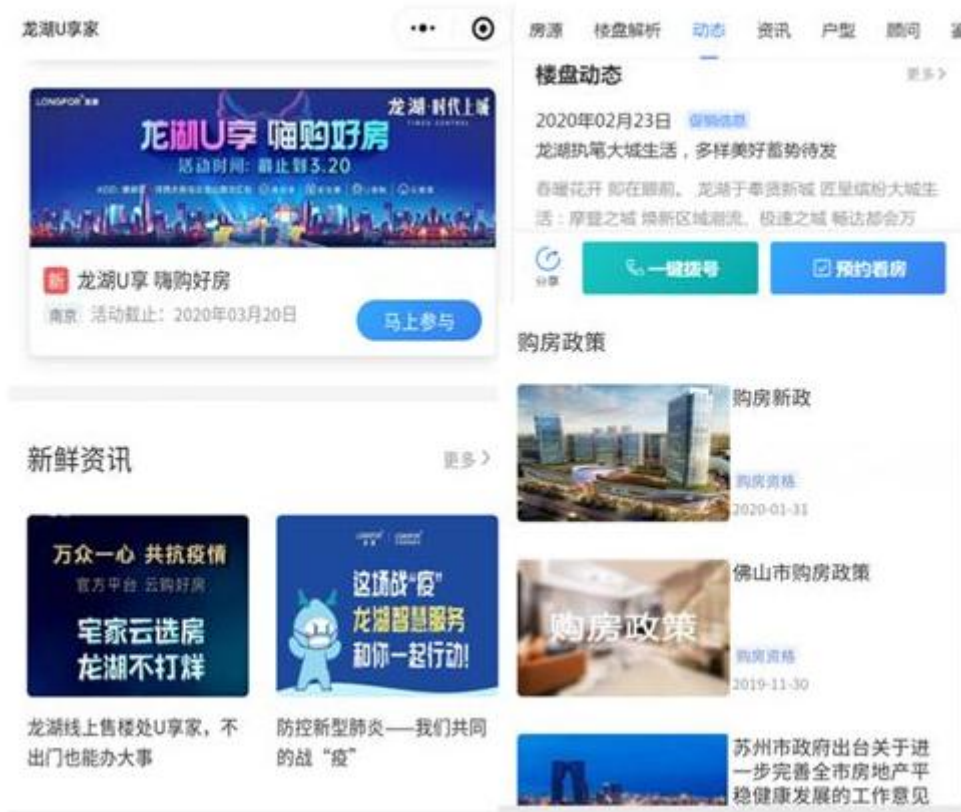 龙湖U享家
LONGFOR 龙湖
龙湖·时代上城
TIMES CENTRAL
龙湖U享 嗨购好房
活动时间：截止到3.20
新 龙湖U享 嗨购好房
南京 活动截止：2020年03月20日
马上参与
新鲜资讯
更多
万众一心 共抗疫情
官方平台 云购好房
宅家云选房
龙湖不打烊
这场战“疫”
龙湖智慧服务
和你一起行动!
龙湖线上售楼处U享家，不
出门也能办大事
防控新型肺炎——我们共同
的战“疫”
房源 楼盘解析 动态 资讯 户型 顾问
楼盘动态
更多
2020年02月23日 促销信息
龙湖执笔大城生活，多样美好蓄势待发
春暖花开 即在眼前。 龙湖于奉贤新城 匠呈缤纷大城生
活：摩登之城 焕新区域潮流、极速之城 畅达都会万
分享
一键拨号
预约看房
购房政策
购房新政
购房资格
2020-01-31
购房政策
佛山市购房政策
购房资格
2019-11-30
苏州市政府出台关于进
一步完善全市房地产平
稳健康发展的工作意见